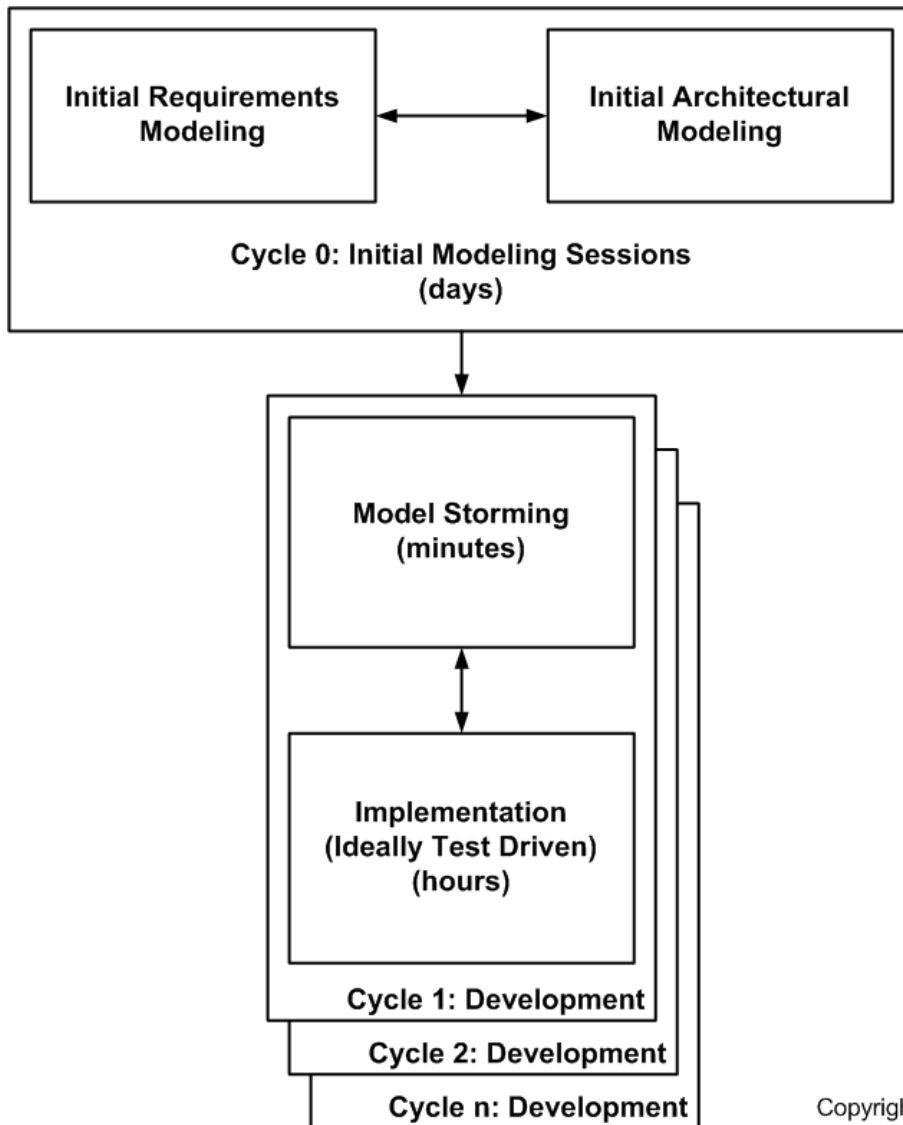 Initial Requirements
Modeling
Initial Architectural
Modeling
Cycle 0: Initial Modeling Sessions
(days)
Model Storming
(minutes)
Implementation
(Ideally Test Driven)
(hours)
Cycle 1: Development
Cycle 2: Development
Cycle n: Development
Copyrigh